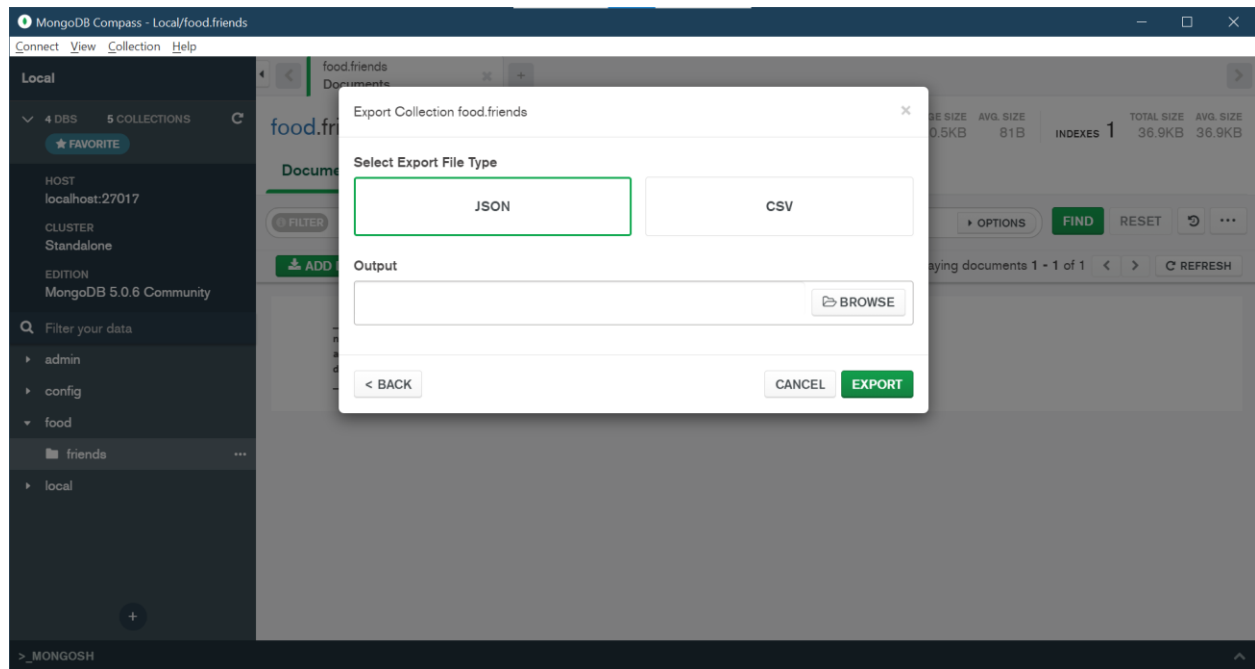 MongoDB Compass - Local/food.friends
Connect View Collection Help
Local
4 DBS 5 COLLECTIONS
★ FAVORITE
HOST
localhost:27017
CLUSTER
Standalone
EDITION
MongoDB 5.0.6 Community
Filter your data
admin
config
food
friends
local
>_MONGOSH
food.friends
Documents
food.fri
AVG. SIZE
0.5KB 81B
INDEXES 1
TOTAL SIZE AVG. SIZE
36.9KB 36.9KB
Docume
FILTER
OPTIONS
FIND
RESET
ADD
documents 1 - 1 of 1
REFRESH
Export Collection food.friends
Select Export File Type
JSON
CSV
Output
BROWSE
< BACK
CANCEL
EXPORT